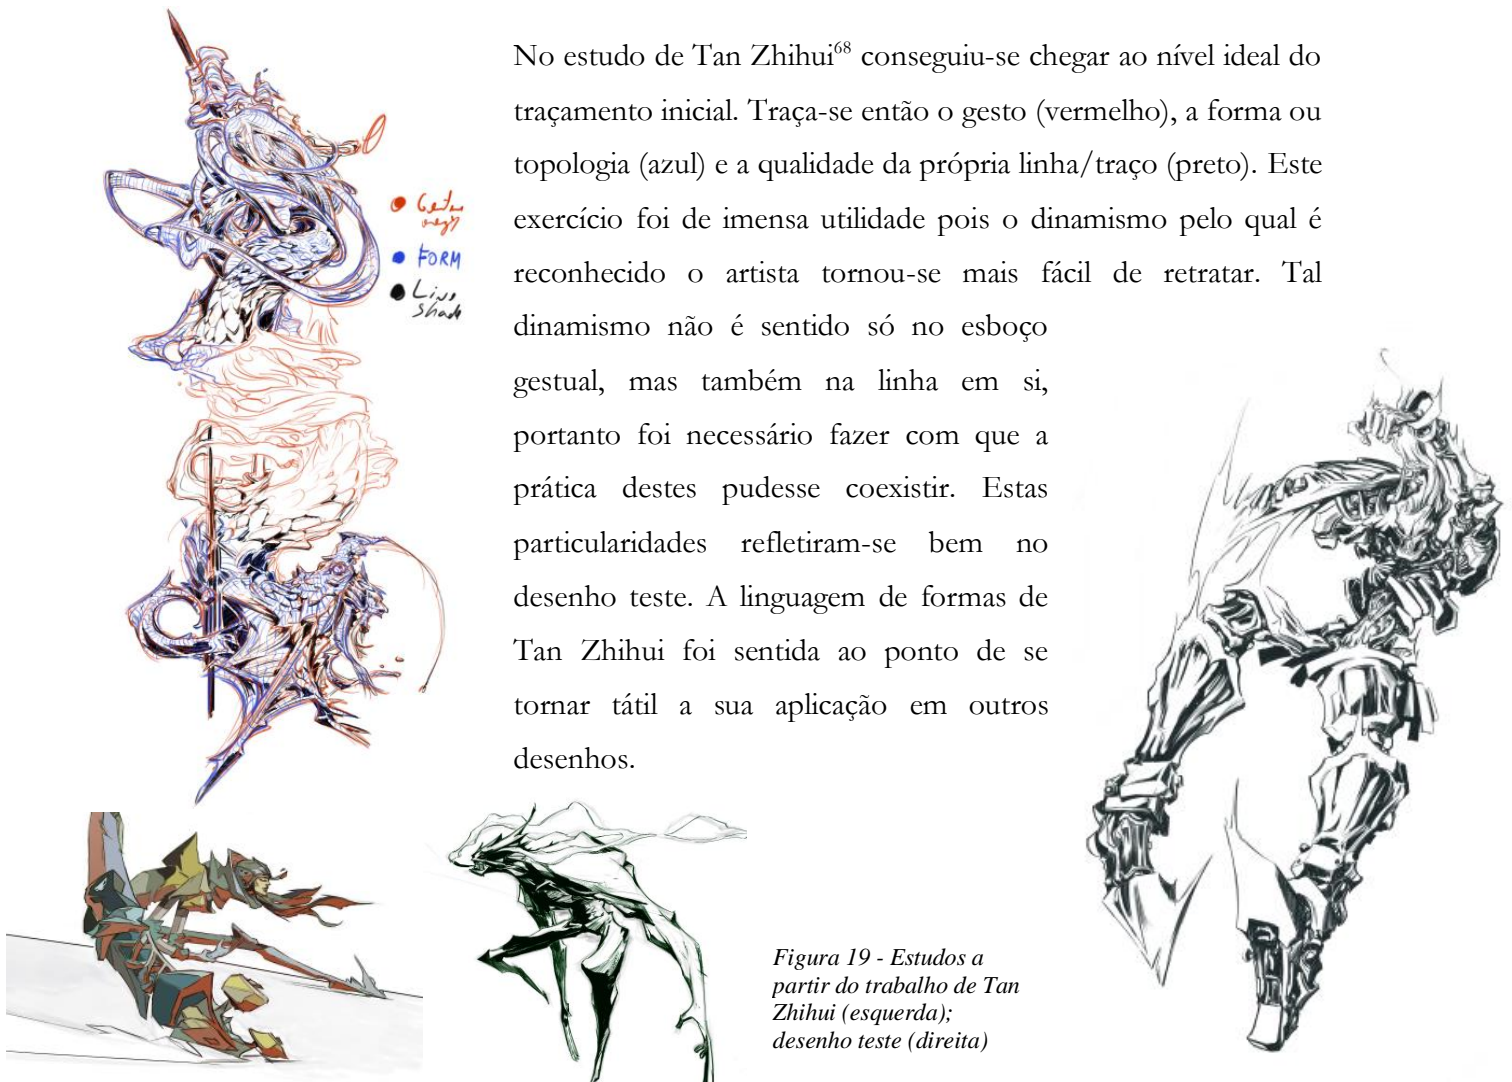 No estudo de Tan Zhihui68 conseguiu-se chegar ao nível ideal do
traçamento inicial. Traça-se então o gesto (vermelho), a forma ou
topologia (azul) e a qualidade da própria linha/traço (preto). Este
exercício foi de imensa utilidade pois o dinamismo pelo qual é
reconhecido o artista tornou-se mais fácil de retratar. Tal
dinamismo não é sentido só no esboço
gestual, mas também na linha em si,
portanto foi necessário fazer com que a
prática destes pudesse coexistir. Estas
particularidades refletiram-se bem no
desenho teste. A linguagem de formas de
Tan Zhihui foi sentida ao ponto de se
tornar tátil a sua aplicação em outros
desenhos.
FORM
Figura 19 - Estudos a
partir do trabalho de Tan
Zhihui (esquerda);
desenho teste (direita)